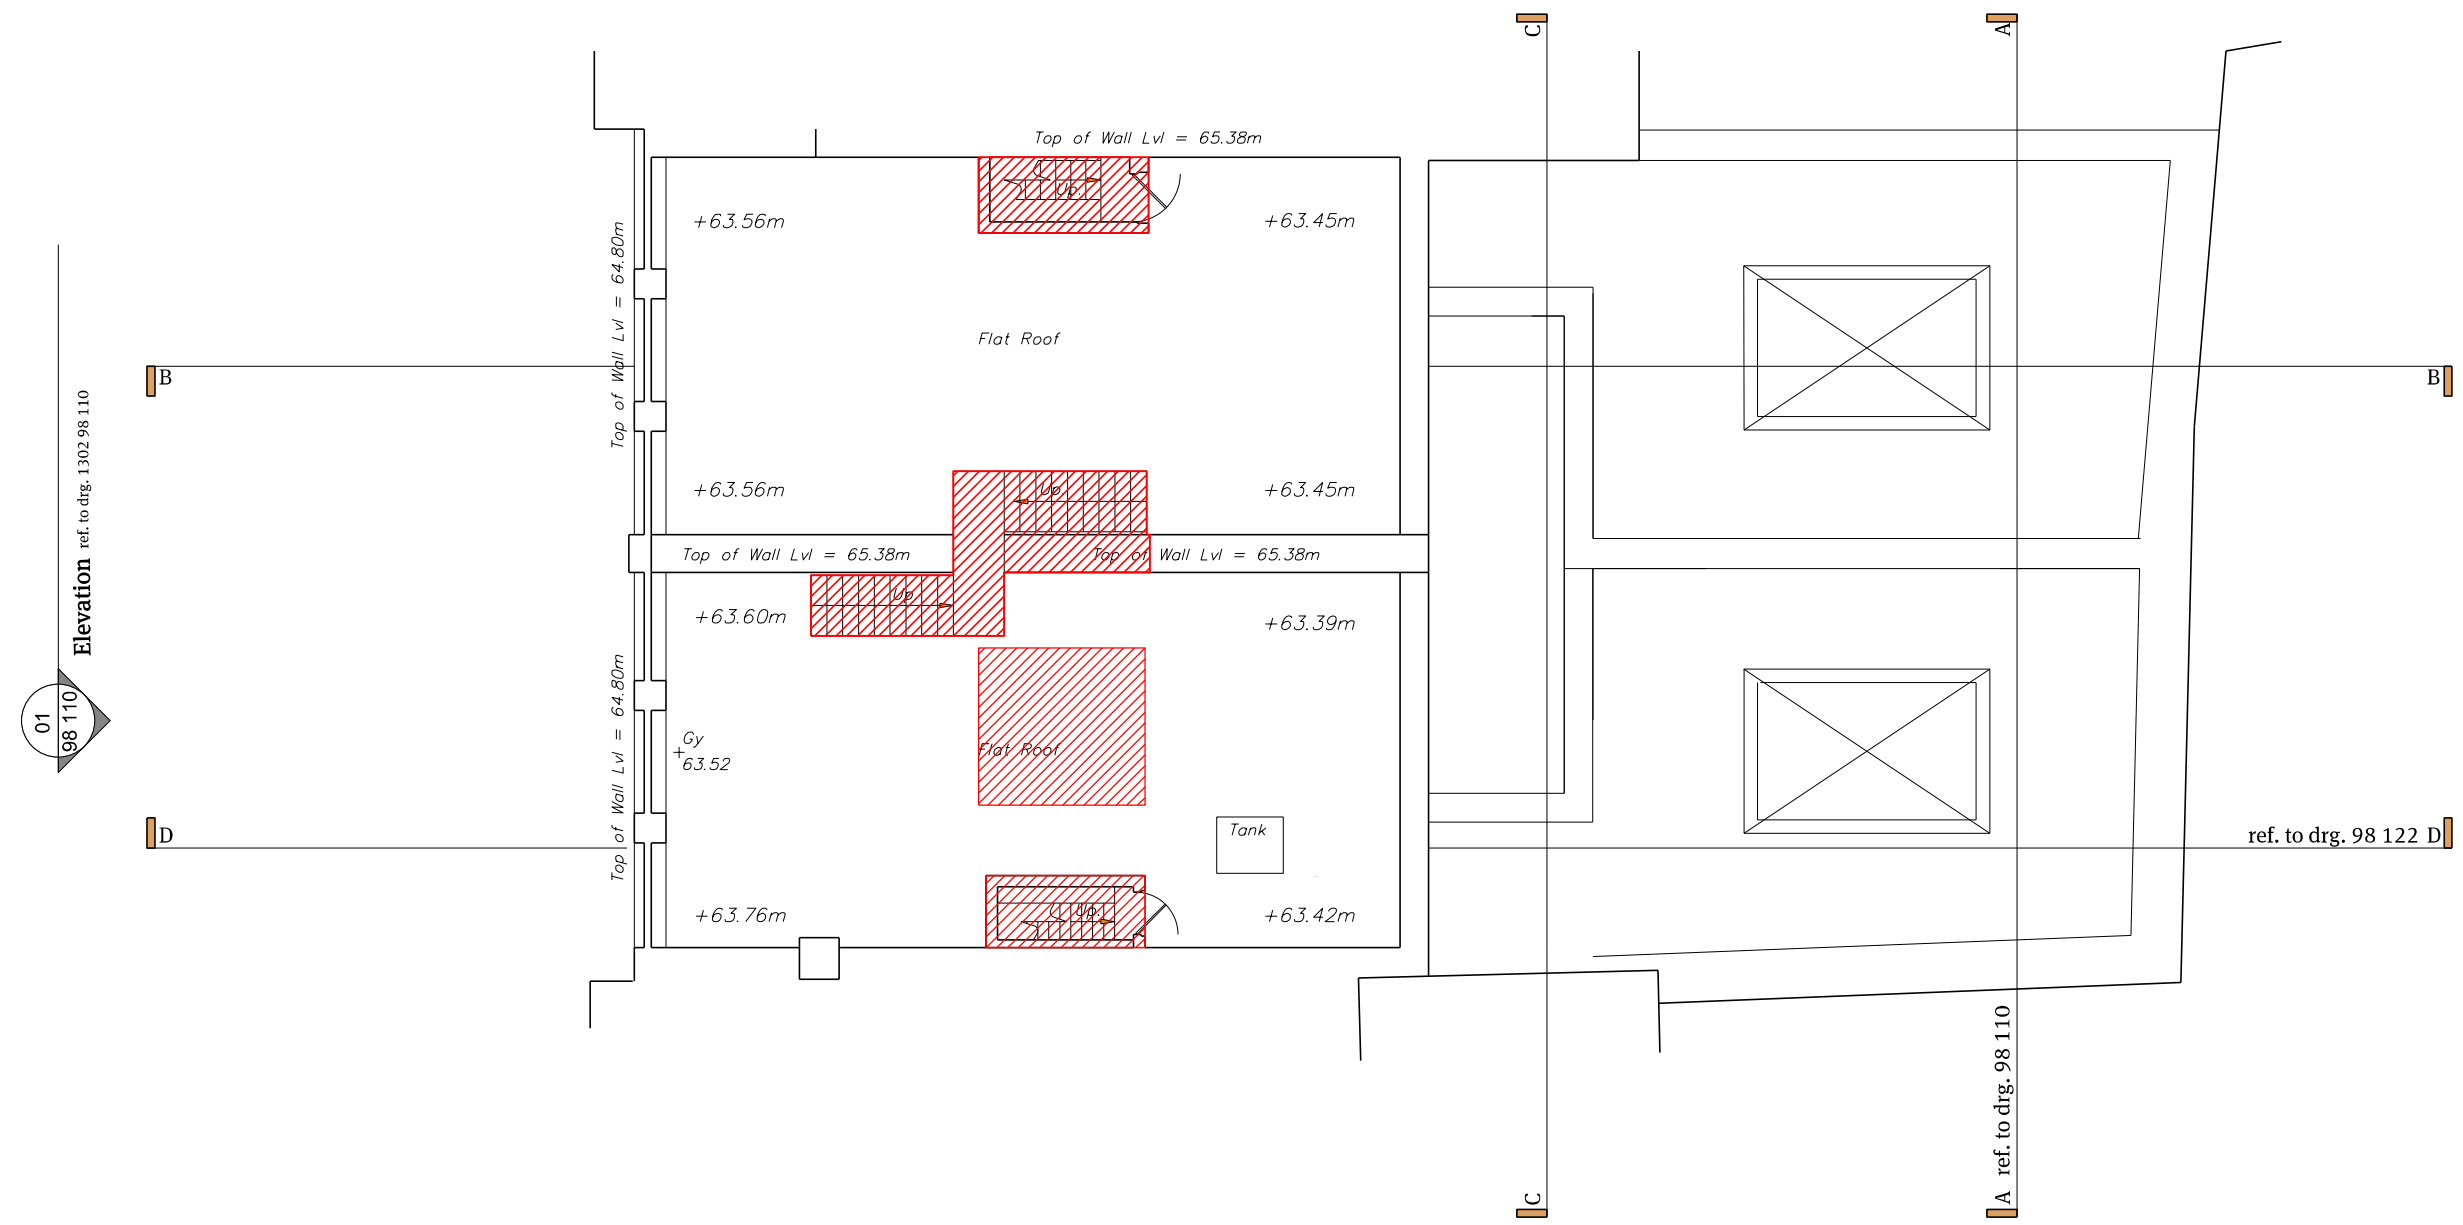 C
A
Top of Wall Lvl = 65.38m
Up.
+63.56m
+63.45m
Top of Wall Lvl = 64.80m
Flat Roof
B
B
Elevation ref. to drg. 1302 98 110
+63.56m
Up.
+63.45m
Top of Wall Lvl = 65.38m
Top of Wall Lvl = 65.38m
Up.
+63.60m
+63.39m
Top of Wall Lvl = 64.80m
01
98 110
Gy
63.52
Flat Roof
Tank
D
ref. to drg. 98 122 D
+63.76m
Up.
+63.42m
C
A ref. to drg. 98 110